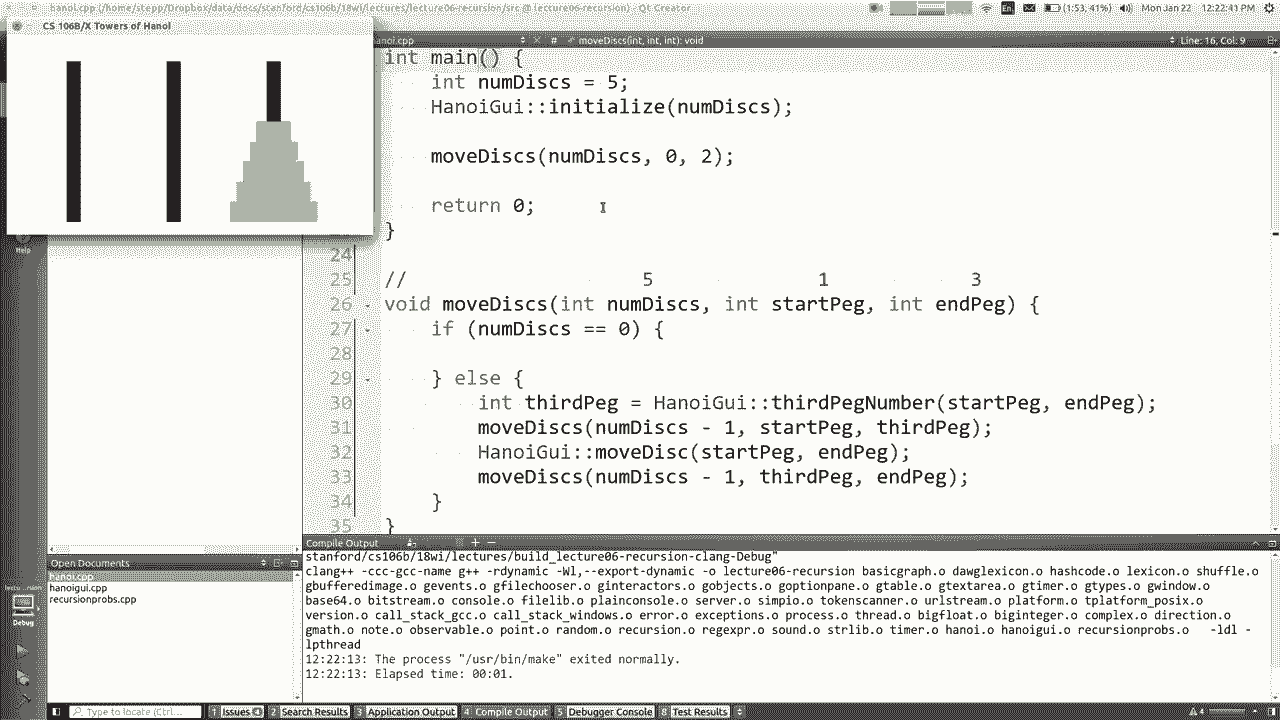 hanoi.cpp (/home/stepp/Dropbox/data/docs/stanford/cs106b/18wi/lectures/lecture06-recursion/src @ lecture06-recursion) - Qt Creator
En
(1:53, 41%)
Mon Jan 22 12:22:41
CS 106B/X Towers of Hanoi
hanoi.cpp
#
moveDiscs(int, int, int): void
Line: 16, Col: 9
int main() {
int numDiscs = 5;
HanoiGui::initialize(numDiscs);
moveDiscs(numDiscs, 0, 2);
return 0;
}
Help
24
25 // 5 1 3
26 void moveDiscs(int numDiscs, int startPeg, int endPeg) {
27 if (numDiscs == 0) {
28
29 } else {
30 int thirdPeg = HanoiGui::thirdPegNumber(startPeg, endPeg);
31 moveDiscs(numDiscs - 1, startPeg, thirdPeg);
32 HanoiGui::moveDisc(startPeg, endPeg);
33 moveDiscs(numDiscs - 1, thirdPeg, endPeg);
34 }
35 }
Compile Output
stanford/cs106b/18wi/lectures/build_lecture06-recursion-clang-Debug"
clang++ -ccc-gcc-name g++ -rdynamic -Wl,--export-dynamic -o lecture06-recursion basicgraph.o dawglexicon.o hashcode.o lexicon.o shuffle.o
gbufferedimage.o gevents.o gfilechooser.o ginteractors.o gobjects.o goptionpane.o gtable.o gtextarea.o gtimer.o gtypes.o gwindow.o
base64.o bitstream.o console.o filelib.o plainconsole.o server.o simpio.o tokenscanner.o urlstream.o platform.o tplatform_posix.o
version.o call_stack_gcc.o call_stack_windows.o error.o exceptions.o process.o thread.o bigfloat.o biginteger.o complex.o direction.o
gmath.o note.o observable.o point.o random.o recursion.o regexpr.o sound.o strlib.o timer.o hanoi.o hanoigui.o recursionprobs.o -ldl -
lpthread
12:22:13: The process "/usr/bin/make" exited normally.
12:22:13: Elapsed time: 00:01.
Open Documents
hanoi.cpp
hanoigui.cpp
recursionprobs.cpp
Debug
Type to locate (Ctrl...)
1 Issues 4
2 Search Results
3 Application Output
4 Compile Output
5 Debugger Console
8 Test Results
4